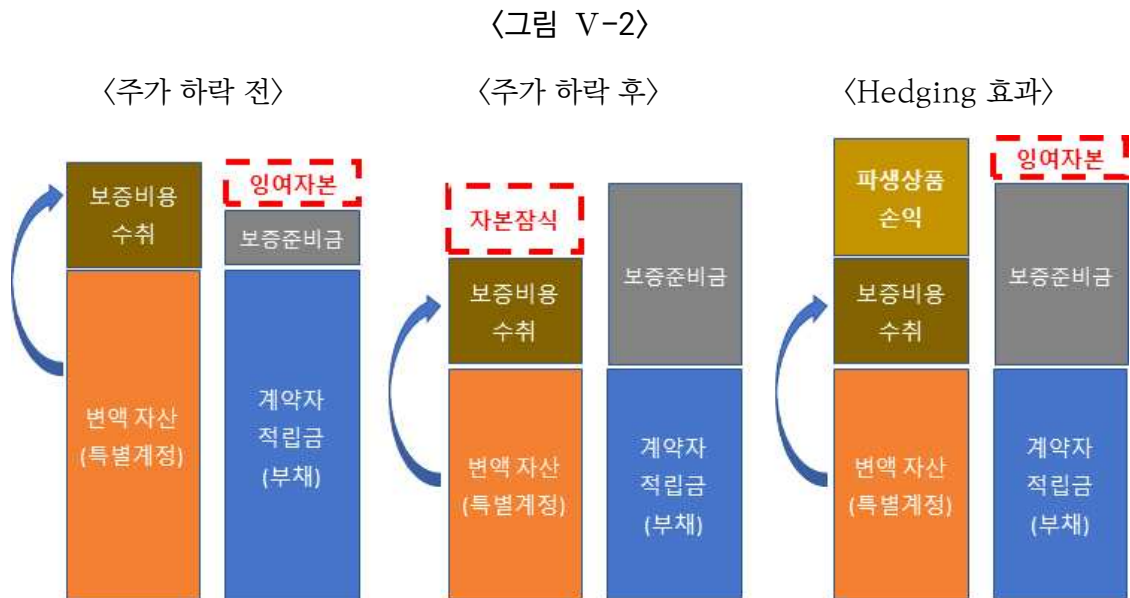 〈그림 Ⅴ-2〉
〈주가 하락 전〉
〈주가 하락 후〉
〈Hedging 효과〉
보증비용
수취
변액 자산
(특별계정)
잉여자본
보증준비금
계약자
적립금
(부채)
자본잠식
보증비용
수취
변액 자산
(특별계정)
보증준비금
계약자
적립금
(부채)
파생상품
손익
보증비용
수취
변액 자산
(특별계정)
잉여자본
보증준비금
계약자
적립금
(부채)